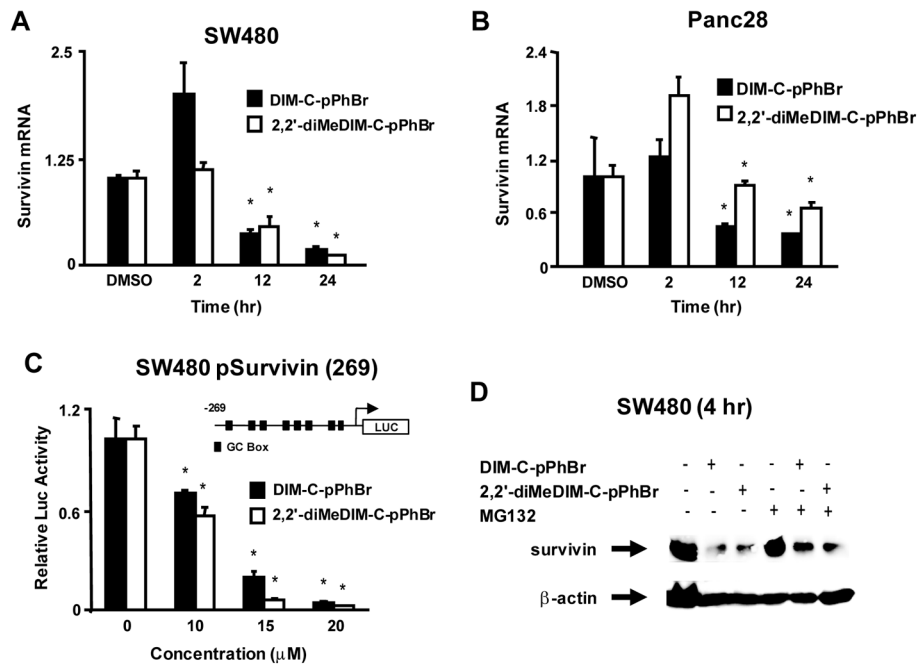 A
SW480
2.5
1.25
0
Survivin mRNA
DIM-C-pPhBr
2,2'-diMeDIM-C-pPhBr
* *
* *
DMSO 2 12 24
Time (hr)
B
Panc28
2.4
1.8
1.2
0.6
0
Survivin mRNA
DIM-C-pPhBr
2,2'-diMeDIM-C-pPhBr
* *
* *
DMSO 2 12 24
Time (hr)
C
SW480 pSurvivin (269)
1.2
0.6
0
Relative Luc Activity
-269
LUC
GC Box
DIM-C-pPhBr
2,2'-diMeDIM-C-pPhBr
* *
* *
* *
0 10 15 20
Concentration (μM)
D
SW480 (4 hr)
DIM-C-pPhBr - + - - + -
2,2'-diMeDIM-C-pPhBr - - + - - +
MG132 - - - + + +
survivin
β-actin